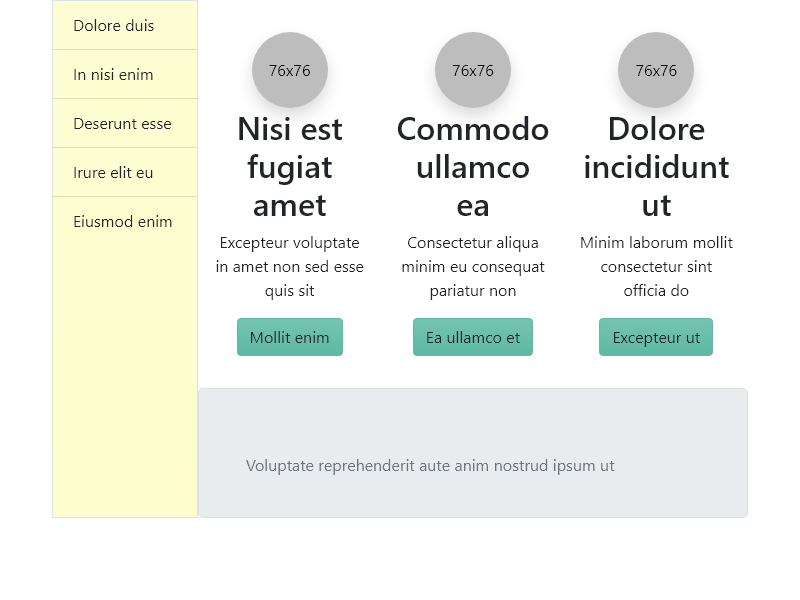 Dolore duis
In nisi enim
Deserunt esse
Irure elit eu
Eiusmod enim
76x76
Nisi est
fugiat
amet
Excepteur voluptate
in amet non sed esse
quis sit
Mollit enim
76x76
Commodo
ullamco
ea
Consectetur aliqua
minim eu consequat
pariatur non
Ea ullamco et
76x76
Dolore
incididunt
ut
Minim laborum mollit
consectetur sint
officia do
Excepteur ut
Voluptate reprehenderit aute anim nostrud ipsum ut